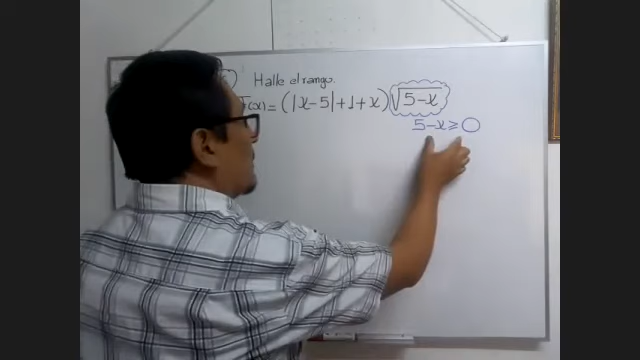 Halle el rango.
F(x) = (|x-5|+1+x)√5-x
5-x≥0